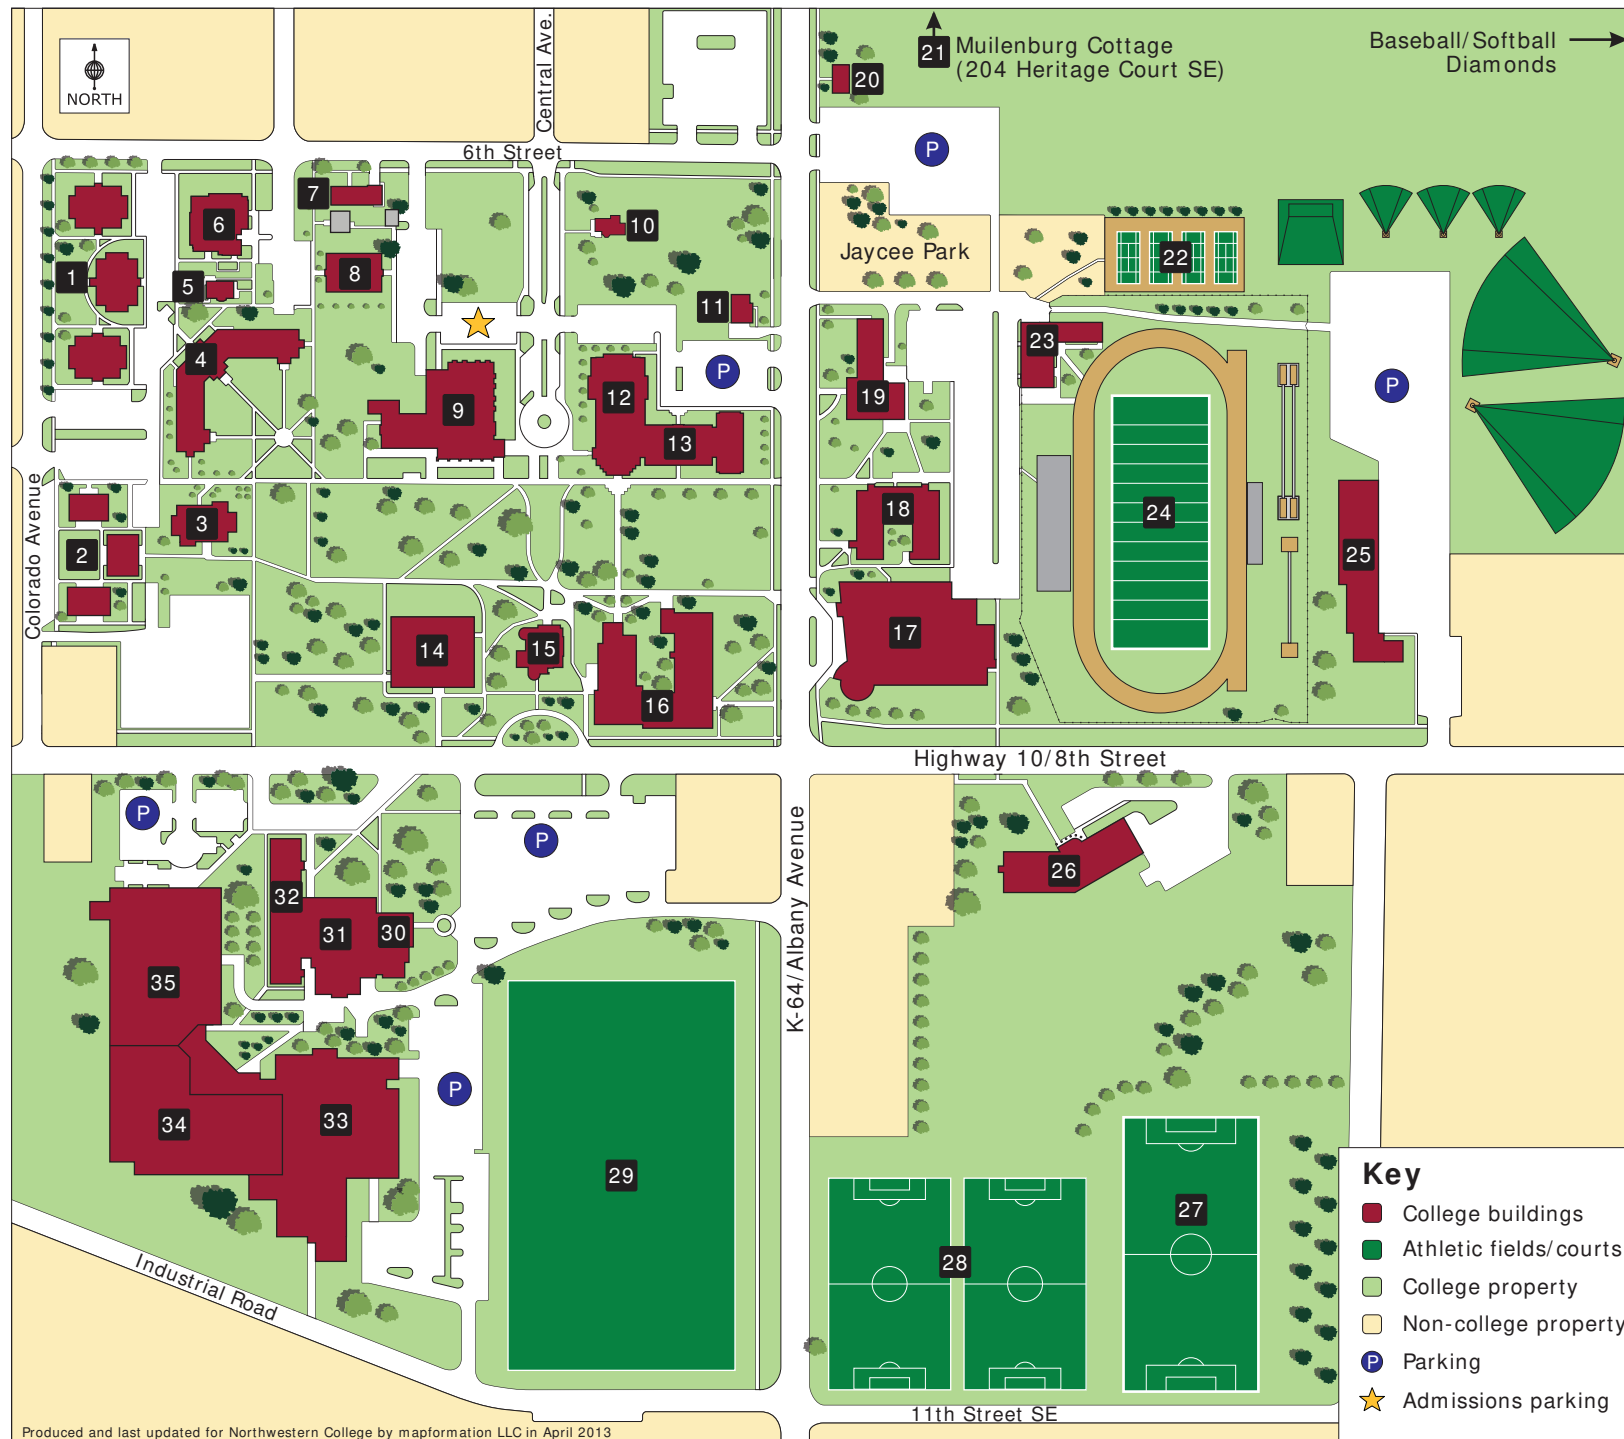 NORTH
Central Ave.
21
Muilenburg Cottage
(204 Heritage Court SE)
Baseball/Softball
Diamonds
20
6th Street
P
7
6
10
Jaycee Park
22
1
5
8
11
4
23
P
P
12
19
9
13
18
24
3
2
25
Colorado Avenue
14
15
17
16
Highway 10/8th Street
P
P
26
32
K-64/Albany Avenue
31
30
35
P
34
33
29
27
28
Industrial Road
11th Street SE
Key
College buildings
Athletic fields/courts
College property
Non-college property
P Parking
Admissions parking
Produced and last updated for Northwestern College by mapformation LLC in April 2013